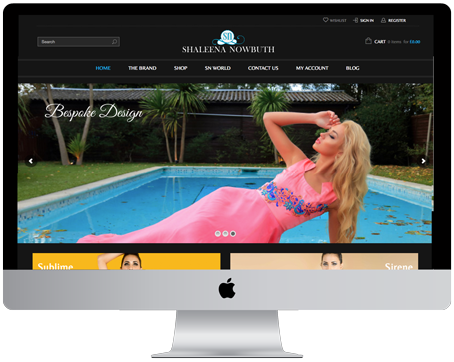 WISHLIST SIGN IN REGISTER
Search
SN
SHALEENA NOWBUTH
CART 0 items for £0.00
HOME THE BRAND SHOP SN WORLD CONTACT US MY ACCOUNT BLOG
Bespoke Design
Sublime Sirene